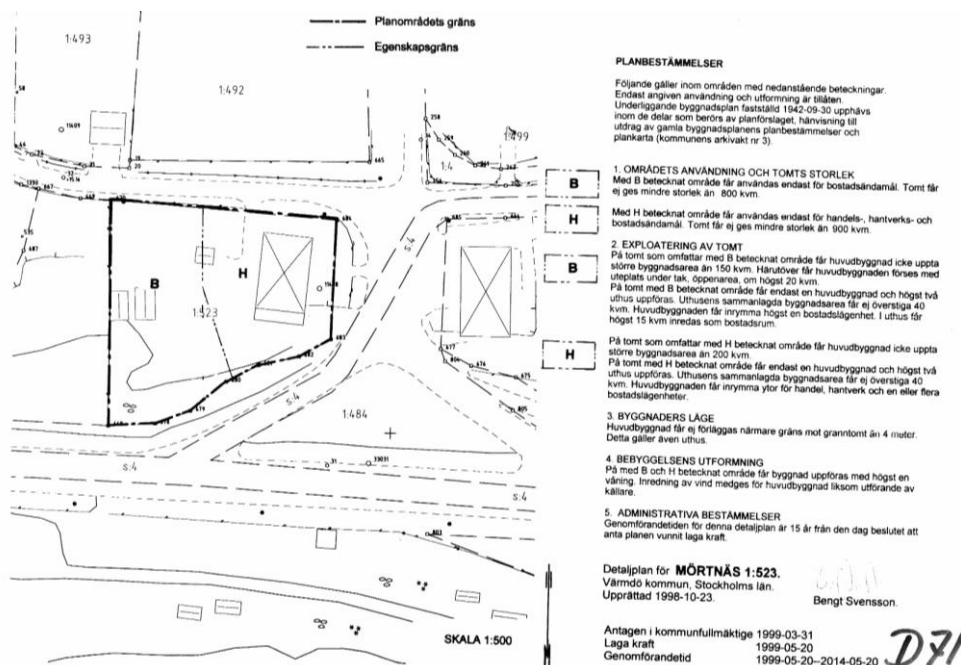 Planområdets gräns
Egenskapsgräns
1:493
1:492
1:499
1:4
B
H
1:523
1:484
s:4
s:4
s:4
s:4
SKALA 1:500
PLANBESTÄMMELSER
Följande gäller inom områden med nedanstående beteckningar.
Endast angiven användning och utformning är tillåten.
Underliggande byggnadsplan fastställd 1942-09-30 upphävs
inom de delar som berörs av planförslaget, hänvisning till
utdrag av gamla byggnadsplanens planbestämmelser och
plankarta (kommunens arkivakt nr 3).
1. OMRÅDETS ANVÄNDNING OCH TOMTS STORLEK
B
Med B betecknat område får användas endast för bostadsändamål. Tomt får
ej ges mindre storlek än 800 kvm.
H
Med H betecknat område får användas endast för handels-, hantverks- och
bostadsändamål. Tomt får ej ges mindre storlek än 900 kvm.
2. EXPLOATERING AV TOMT
B
På tomt som omfattar med B betecknat område får huvudbyggnad icke uppta
större byggnadsarea än 150 kvm. Härutöver får huvudbyggnaden förses med
uteplats under tak, öppenarea, om högst 20 kvm.
På tomt med B betecknat område får endast en huvudbyggnad och högst två
uthus uppföras. Uthusens sammanlagda byggnadsarea får ej överstiga 40
kvm. Huvudbyggnaden får inrymma högst en bostadslägenhet. I uthus får
högst 15 kvm inredas som bostadsrum.
H
På tomt som omfattar med H betecknat område får huvudbyggnad icke uppta
större byggnadsarea än 200 kvm.
På tomt med H betecknat område får endast en huvudbyggnad och högst två
uthus uppföras. Uthusens sammanlagda byggnadsarea får ej överstiga 40
kvm. Huvudbyggnaden får inrymma ytor för handel, hantverk och en eller flera
bostadslägenheter.
3. BYGGNADERS LÄGE
Huvudbyggnad får ej förläggas närmare gräns mot granntomt än 4 meter.
Detta gäller även uthus.
4. BEBYGGELSENS UTFORMNING
På med B och H betecknat område får byggnad uppföras med högst en
våning. Inredning av vind medges för huvudbyggnad liksom utförande av
källare.
5. ADMINISTRATIVA BESTÄMMELSER
Genomförandetiden för denna detaljplan är 15 år från den dag beslutet att
anta planen vunnit laga kraft.
Detaljplan för MÖRTNÄS 1:523.
Värmdö kommun, Stockholms län.
Upprättad 1998-10-23.
Bengt Svensson.
Antagen i kommunfullmäktige 1999-03-31
Laga kraft 1999-05-20
Genomförandetid 1999-05-20--2014-05-20
D71